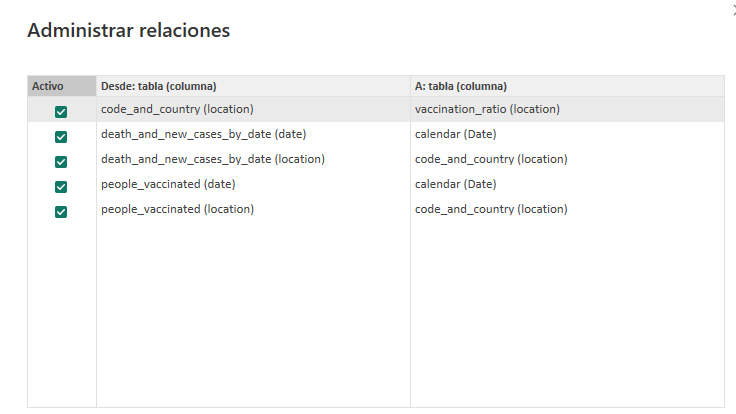 Administrar relaciones
Activo Desde: tabla (columna) A: tabla (columna)
code_and_country (location) vaccination_ratio (location)
death_and_new_cases_by_date (date) calendar (Date)
death_and_new_cases_by_date (location) code_and_country (location)
people_vaccinated (date) calendar (Date)
people_vaccinated (location) code_and_country (location)